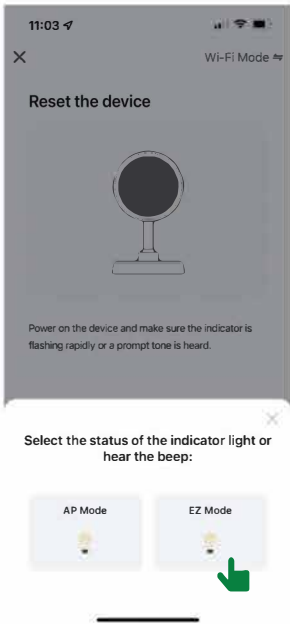 11:03
Wi-Fi Mode
Reset the device
Power on the device and make sure the indicator is
flashing rapidly or a prompt tone is heard.
Select the status of the indicator light or
hear the beep:
AP Mode
EZ Mode